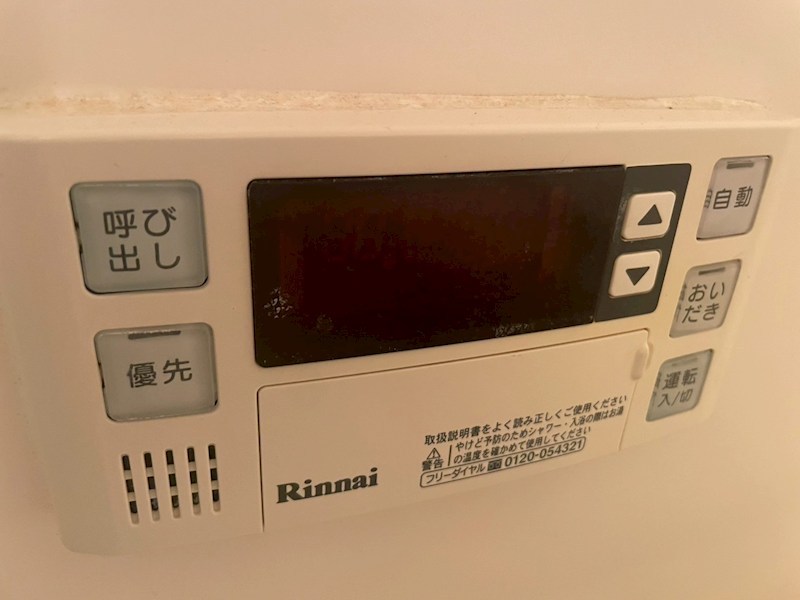 呼び
出し
優先
自動
おい
だき
運転
入/切
取扱説明書をよく読み正しくご使用ください
警告
やけど予防のためシャワー・入浴の際はお湯
の温度を確かめて使用してください
フリーダイヤル 0120-054321
Rinnai